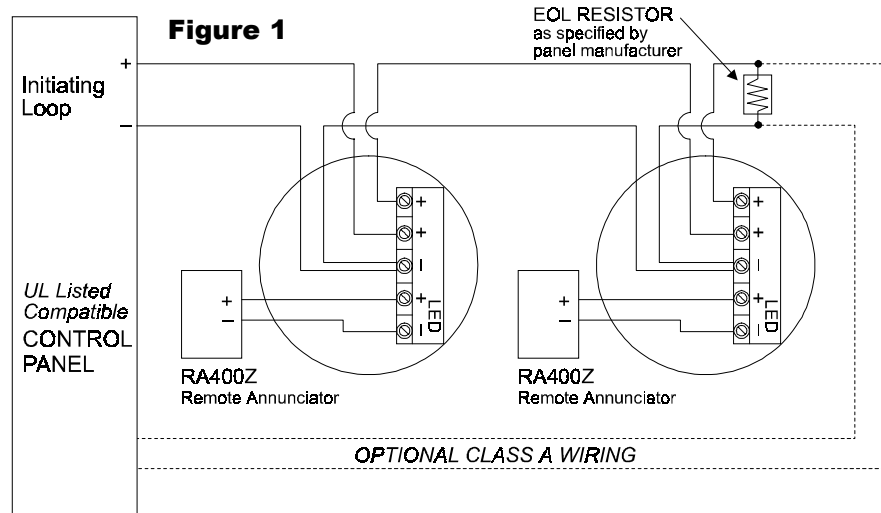 Figure 1
EOL RESISTOR
as specified by
panel manufacturer
Initiating
Loop
+
−
+
+
−
+
−
LED
+
+
−
+
−
LED
+
−
+
−
UL Listed
Compatible
CONTROL
PANEL
RA400Z
Remote Annunciator
RA400Z
Remote Annunciator
OPTIONAL CLASS A WIRING